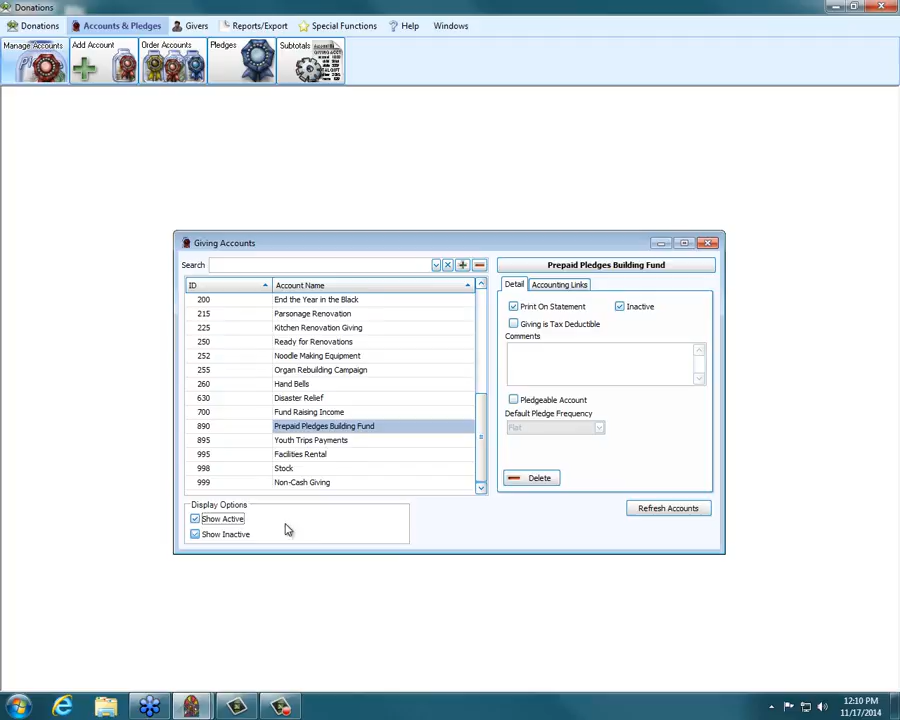 Donations
Donations Accounts & Pledges Givers Reports/Export Special Functions Help Windows
Manage Accounts Add Account Order Accounts Pledges Subtotals
Giving Accounts
Search
Prepaid Pledges Building Fund
ID Account Name
Detail Accounting Links
200 End the Year in the Black
215 Parsonage Renovation
225 Kitchen Renovation Giving
250 Ready for Renovations
252 Noodle Making Equipment
255 Organ Rebuilding Campaign
260 Hand Bells
630 Disaster Relief
700 Fund Raising Income
890 Prepaid Pledges Building Fund
895 Youth Trips Payments
995 Facilities Rental
998 Stock
999 Non-Cash Giving
Print On Statement Inactive
Giving is Tax Deductible
Comments
Pledgeable Account
Default Pledge Frequency
Delete
Display Options
Show Active
Show Inactive
Refresh Accounts
12:10 PM
11/17/2014